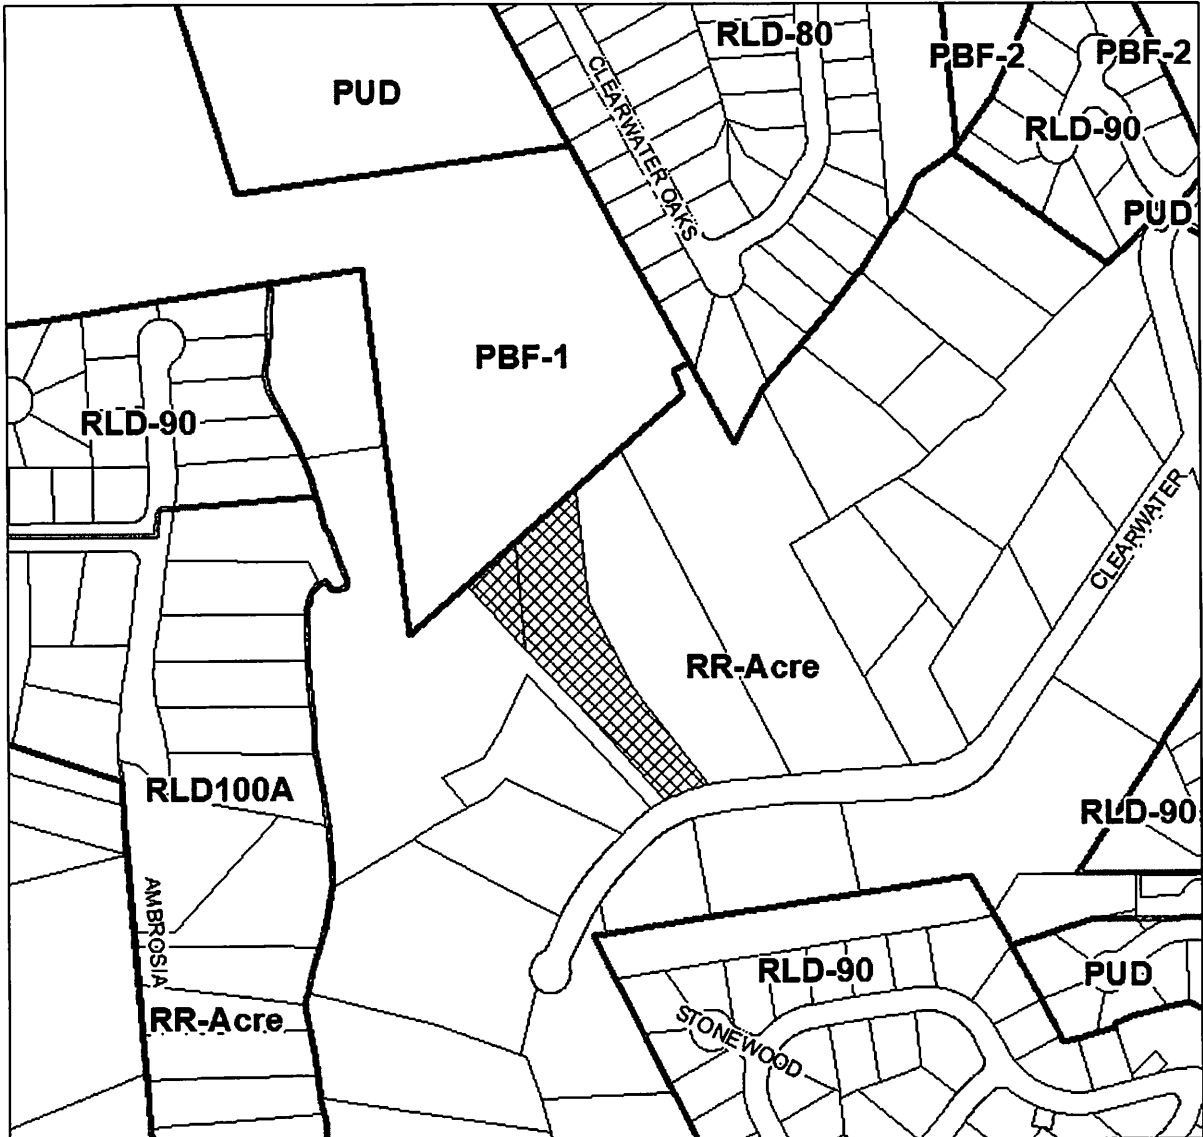 RLD-80
PBF-2
PBF-2
PUD
CLEARWATER OAKS
RLD-90
PUD
PBF-1
RLD-90
CLEARWATER
RR-Acre
RLD100A
RLD-90
AMBROSIA
RLD-90
PUD
RR-Acre
STONEWOOD